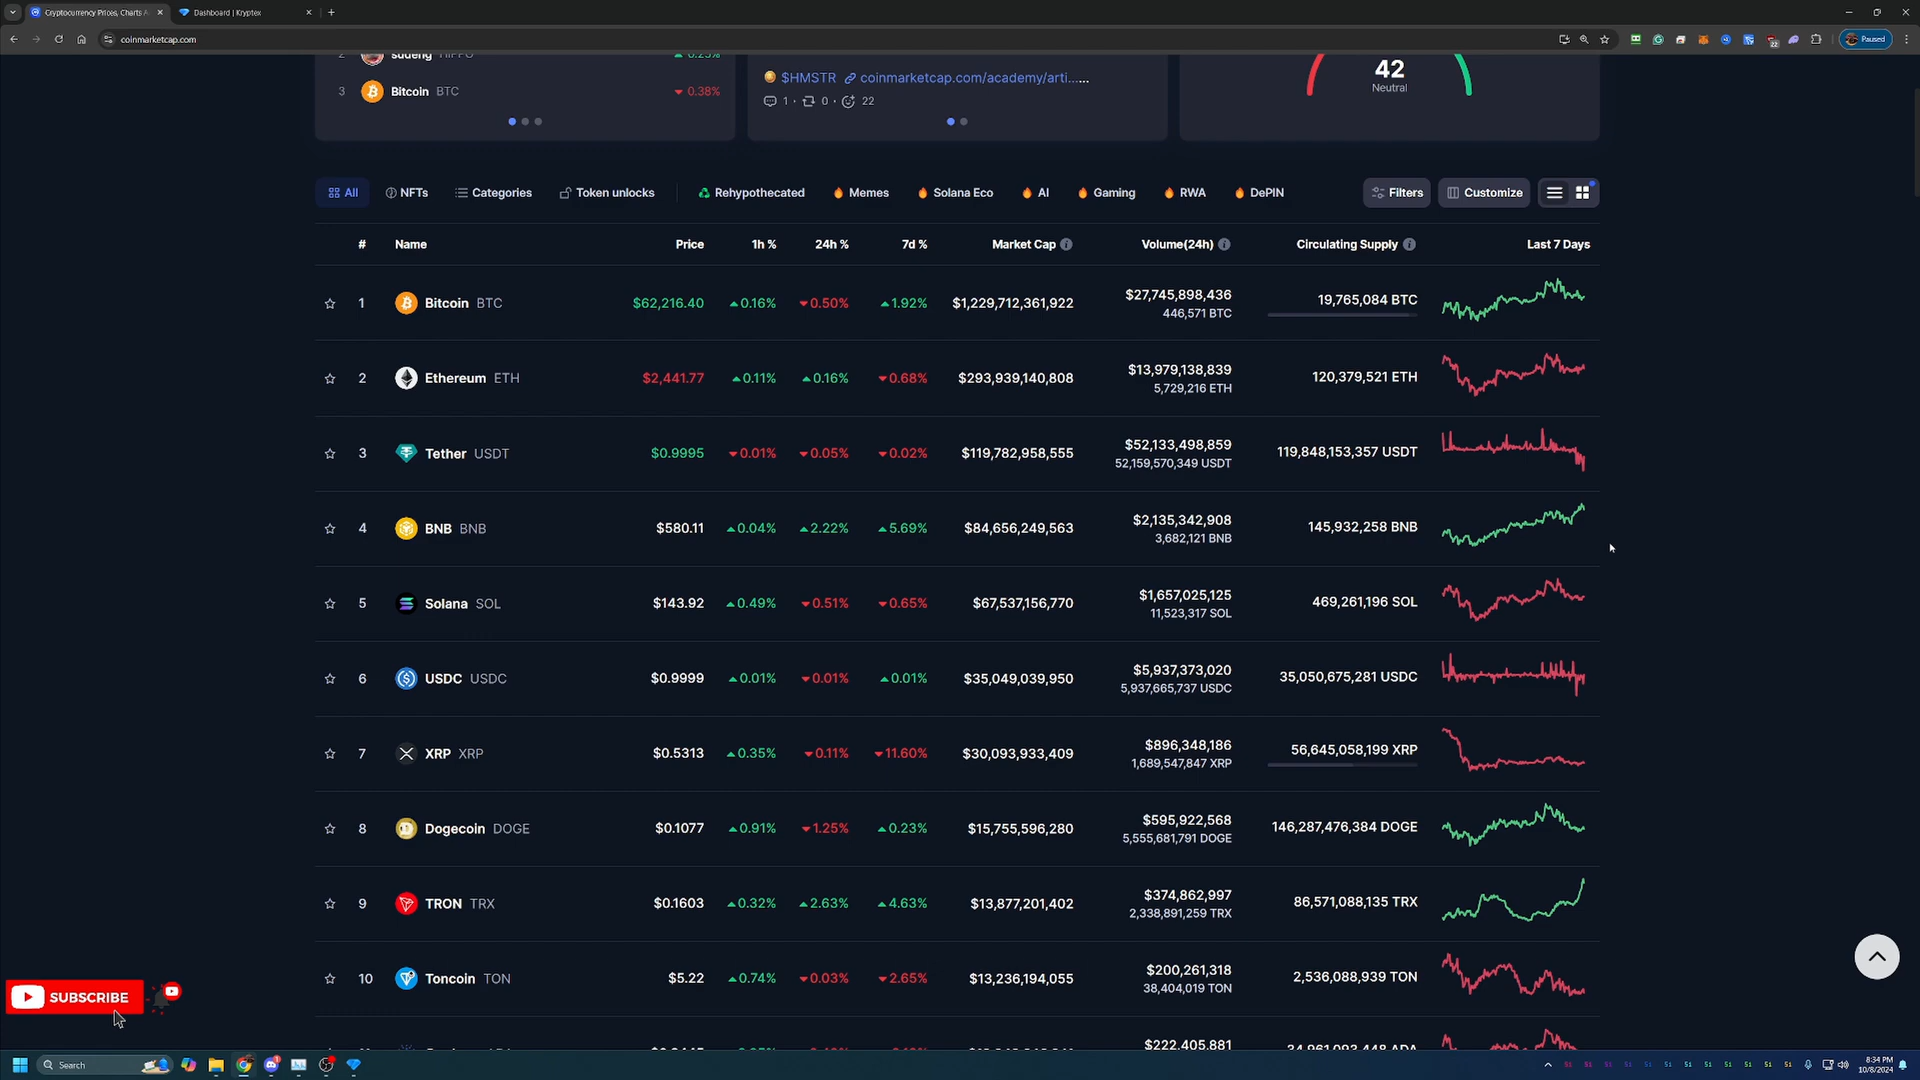 Cryptocurrency Prices, Charts A
Dashboard | Kryptex
coinmarketcap.com
Paused
2 sudeng HIPPO 0.25%
3 Bitcoin BTC 0.38%
$HMSTR coinmarketcap.com/academy/arti......
1 · 0 · 22
42
Neutral
All NFTs Categories Token unlocks Rehypothecated Memes Solana Eco AI Gaming RWA DePIN Filters Customize
# Name Price 1h % 24h % 7d % Market Cap Volume(24h) Circulating Supply Last 7 Days
1 Bitcoin BTC $62,216.40 0.16% 0.50% 1.92% $1,229,712,361,922 $27,745,898,436 19,765,084 BTC
446,571 BTC
2 Ethereum ETH $2,441.77 0.11% 0.16% 0.68% $293,939,140,808 $13,979,138,839 120,379,521 ETH
5,729,216 ETH
3 Tether USDT $0.9995 0.01% 0.05% 0.02% $119,782,958,555 $52,133,498,859 119,848,153,357 USDT
52,159,570,349 USDT
4 BNB BNB $580.11 0.04% 2.22% 5.69% $84,656,249,563 $2,135,342,908 145,932,258 BNB
3,682,121 BNB
5 Solana SOL $143.92 0.49% 0.51% 0.65% $67,537,156,770 $1,657,025,125 469,261,196 SOL
11,523,317 SOL
6 USDC USDC $0.9999 0.01% 0.01% 0.01% $35,049,039,950 $5,937,373,020 35,050,675,281 USDC
5,937,665,737 USDC
7 XRP XRP $0.5313 0.35% 0.11% 11.60% $30,093,933,409 $896,348,186 56,645,058,199 XRP
1,689,547,847 XRP
8 Dogecoin DOGE $0.1077 0.91% 1.25% 0.23% $15,755,596,280 $595,922,568 146,287,476,384 DOGE
5,555,681,791 DOGE
9 TRON TRX $0.1603 0.32% 2.63% 4.63% $13,877,201,402 $374,862,997 86,571,088,135 TRX
2,338,891,259 TRX
10 Toncoin TON $5.22 0.74% 0.03% 2.65% $13,236,194,055 $200,261,318 2,536,088,939 TON
38,404,019 TON
$222,405,881 34,961,093,448 ADA
SUBSCRIBE
Search
8:34 PM
10/8/2024